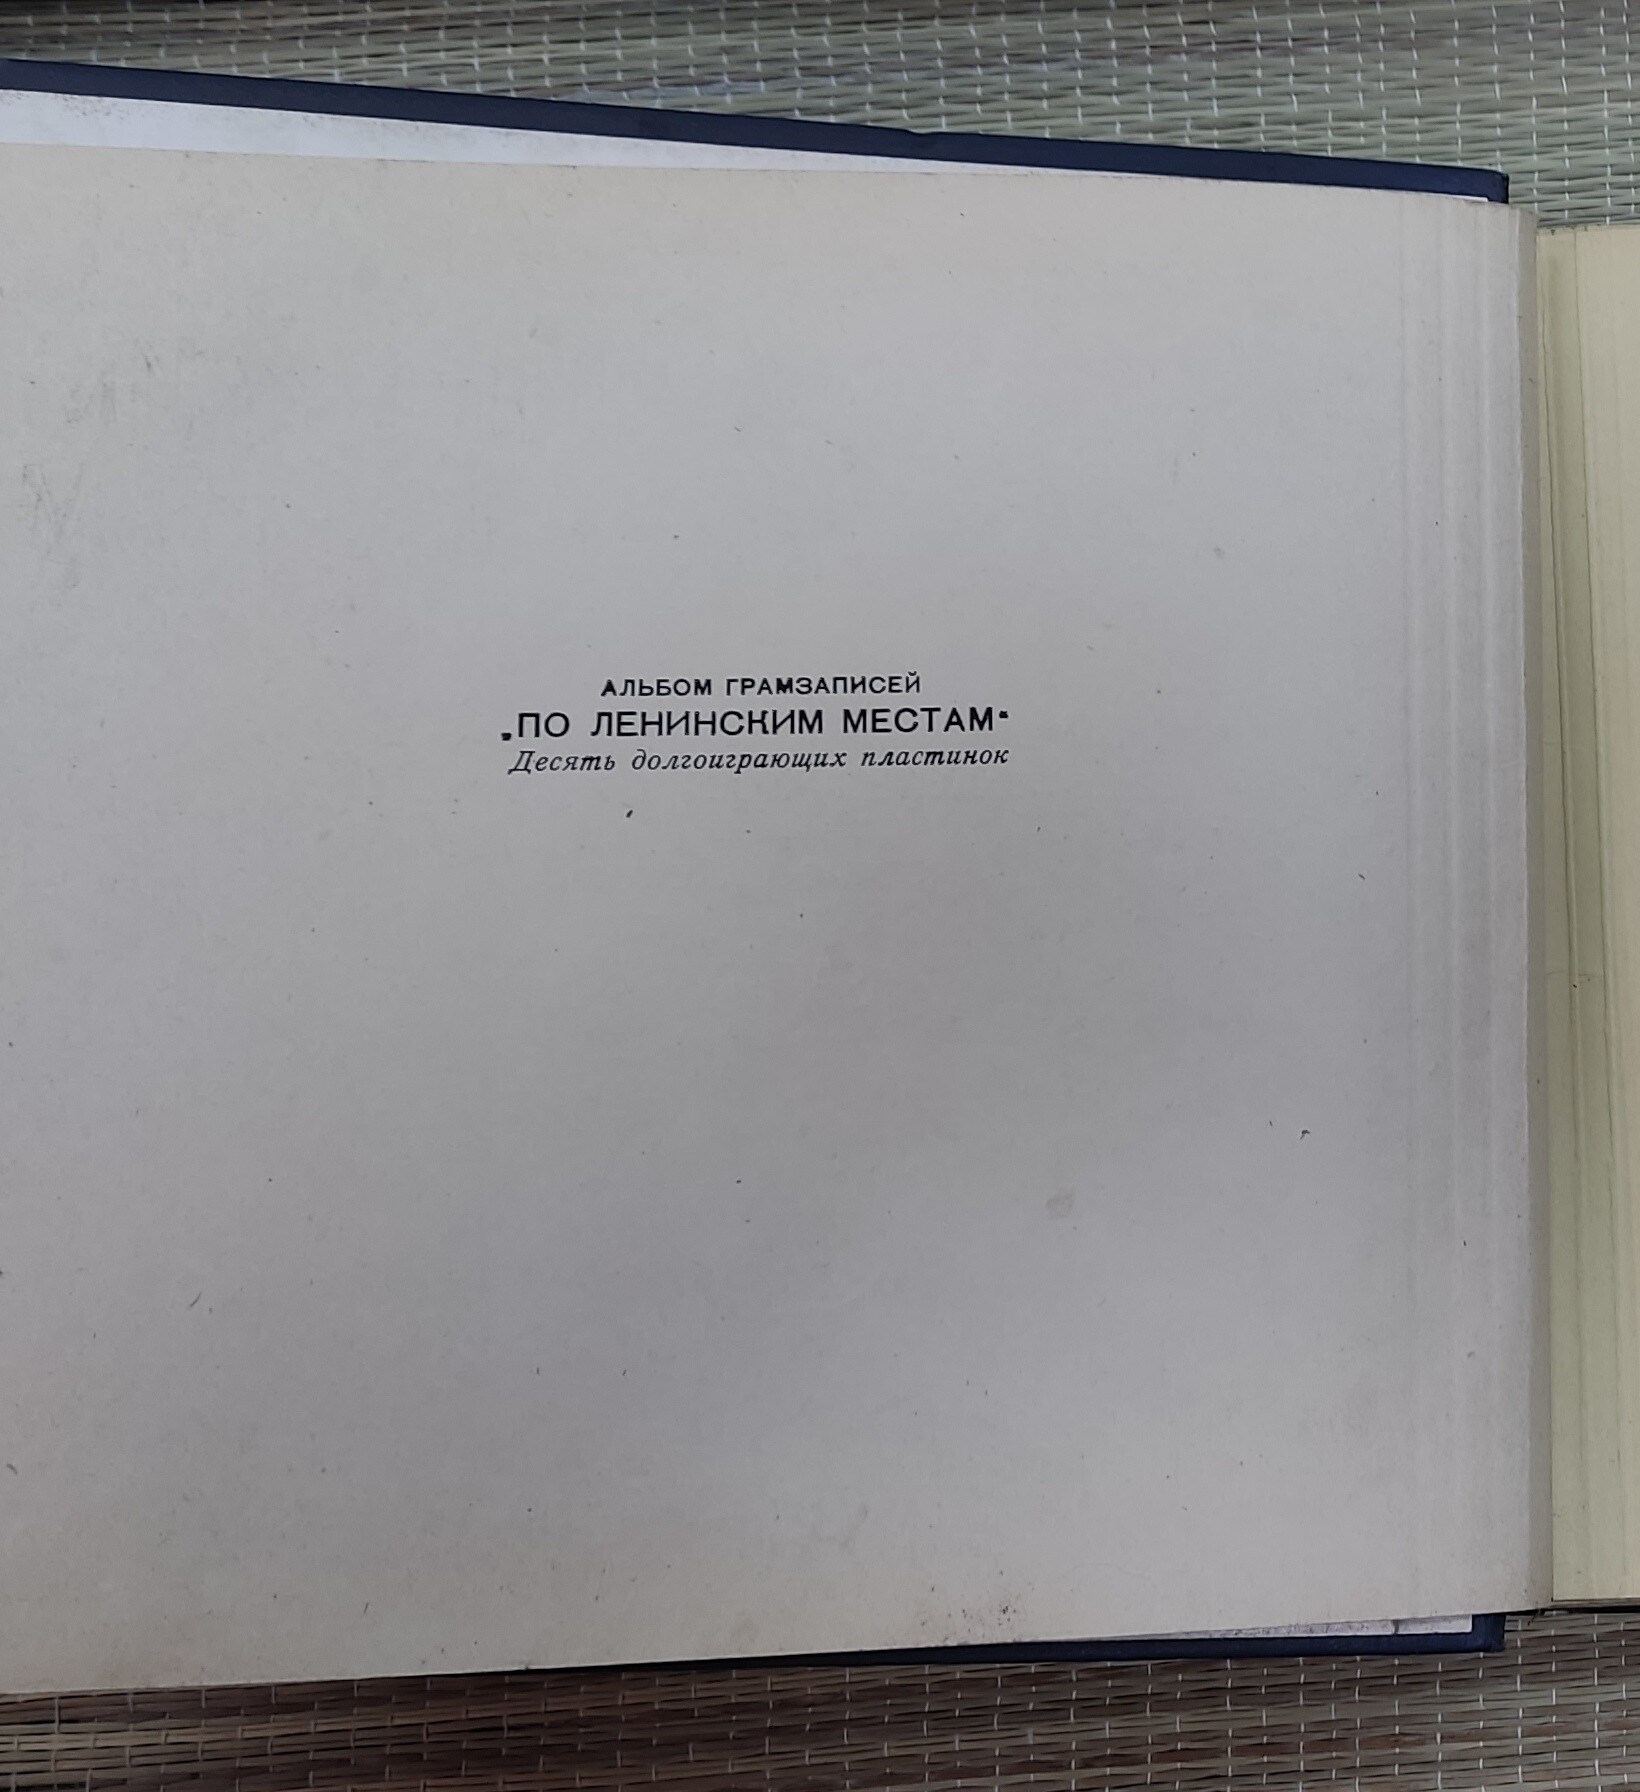 АЛЬБОМ ГРАМЗАПИСЕЙ
„ПО ЛЕНИНСКИМ МЕСТАМ“
Десять долгоиграющих пластинок